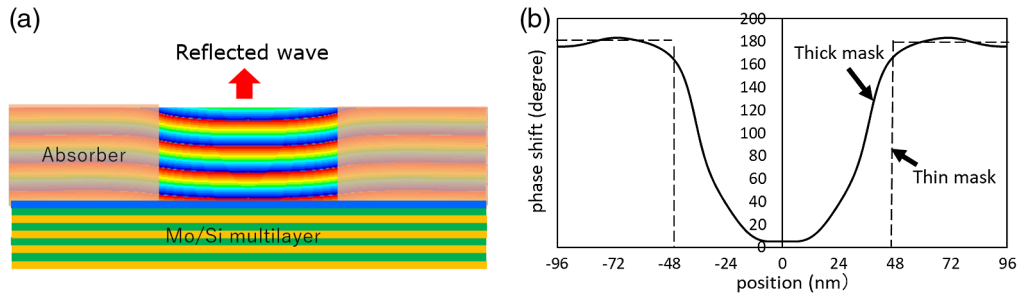 (a)
Reflected wave
Absorber
Mo/Si multilayer
(b)
phase shift (degree)
200
180
160
140
120
100
80
60
40
20
0
Thick mask
Thin mask
-96 -72 -48 -24 0 24 48 72 96
position (nm)